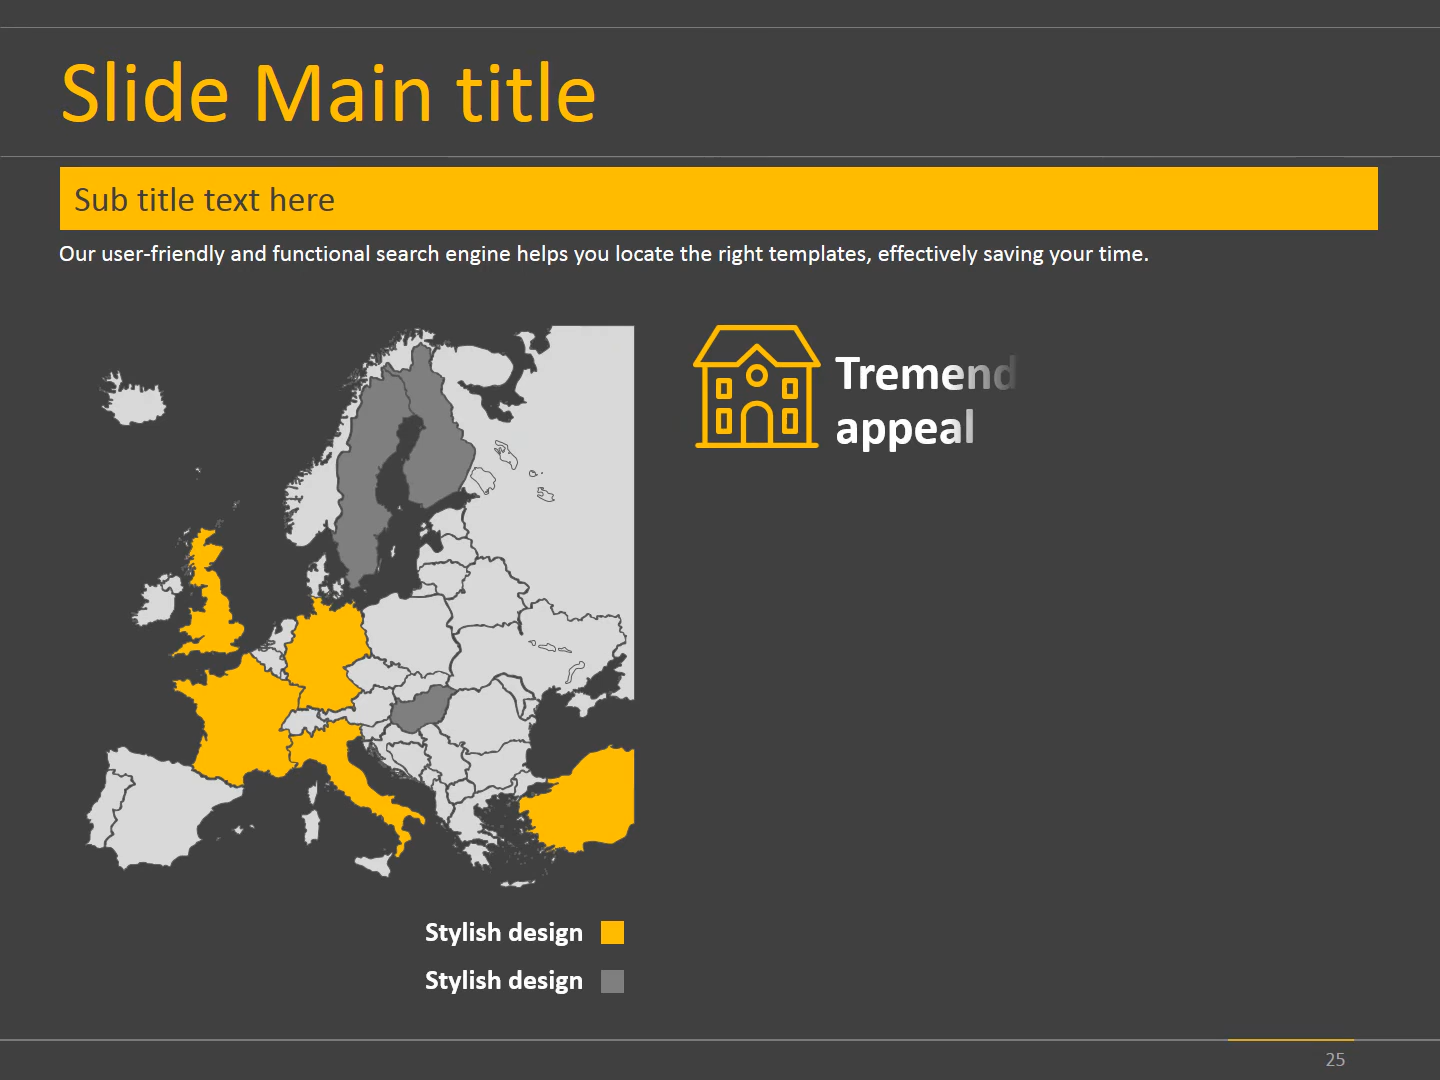 Slide Main title
Sub title text here
Our user-friendly and functional search engine helps you locate the right templates, effectively saving your time.
Tremend
appeal
Stylish design
Stylish design
25